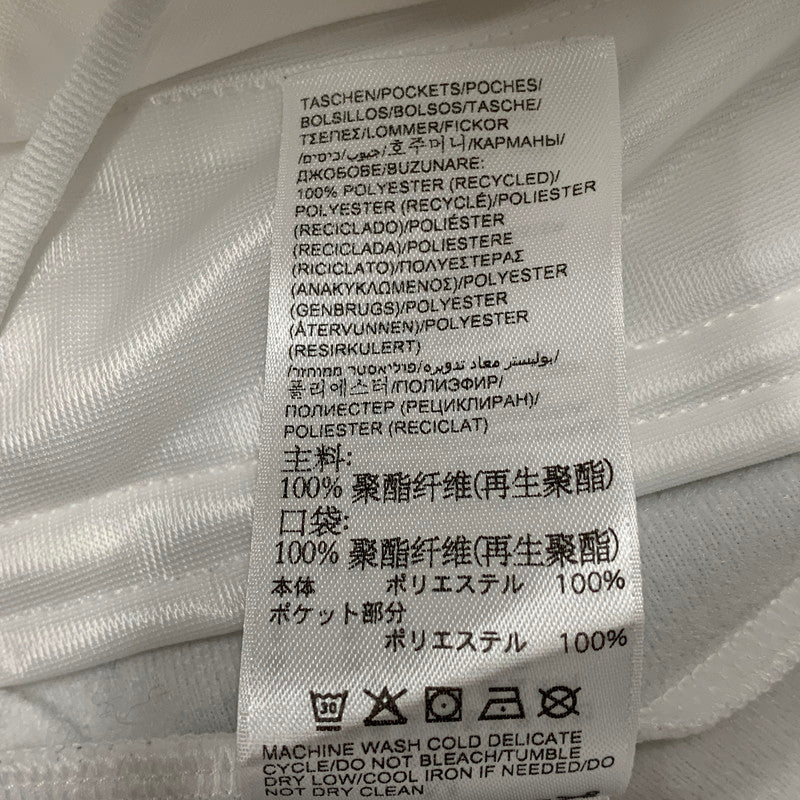 TASCHEN/POCKETS/POCHES/
BOLSILLOS/BOLSOS/TASCHE/
ΤΣΕΠΕΣ/LOMMER/FICKOR
/جيوب/כיסים/호주머니/КАРМАНЫ/
ДЖОБОВЕ/BUZUNARE:
100% POLYESTER (RECYCLED)/
POLYESTER (RECYCLÉ)/POLIESTER
(RECICLADO)/POLIÉSTER
(RECICLADA)/POLIESTERE
(RICICLATO)/ΠΟΛΥΕΣΤΕΡΑΣ
(ΑΝΑΚΥΚΛΩΜΕΝΟΣ)/POLYESTER
(GENBRUGS)/POLYESTER
(ÅTERVUNNEN)/POLYESTER
(RESIRKULERT)
/بوليستر معاد تدويره/פוליאסטר ממוחזר/
폴리에스터/ПОЛИЭФИР/
ПОЛИЕСТЕР (РЕЦИКЛИРАН)/
POLIESTER (RECICLAT)
主料:
100% 聚酯纤维(再生聚酯)
口袋:
100% 聚酯纤维(再生聚酯)
本体 ポリエステル 100%
ポケット部分
ポリエステル 100%
30
MACHINE WASH COLD DELICATE
CYCLE/DO NOT BLEACH/TUMBLE
DRY LOW/COOL IRON IF NEEDED/DO
NOT DRY CLEAN